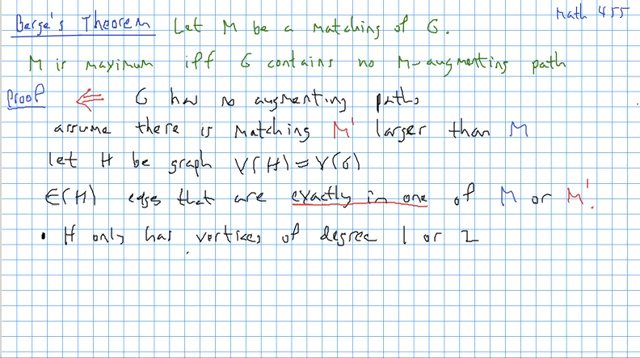 Berge's Theorem Let M be a matching of G. Math 455
M is maximum iff G contains no M-augmenting path
Proof ⇐ G has no augmenting paths
assume there is matching M' larger than M
let H be graph V(H) = V(G)
E(H) edges that are exactly in one of M or M'.
• H only has vertices of degree 1 or 2